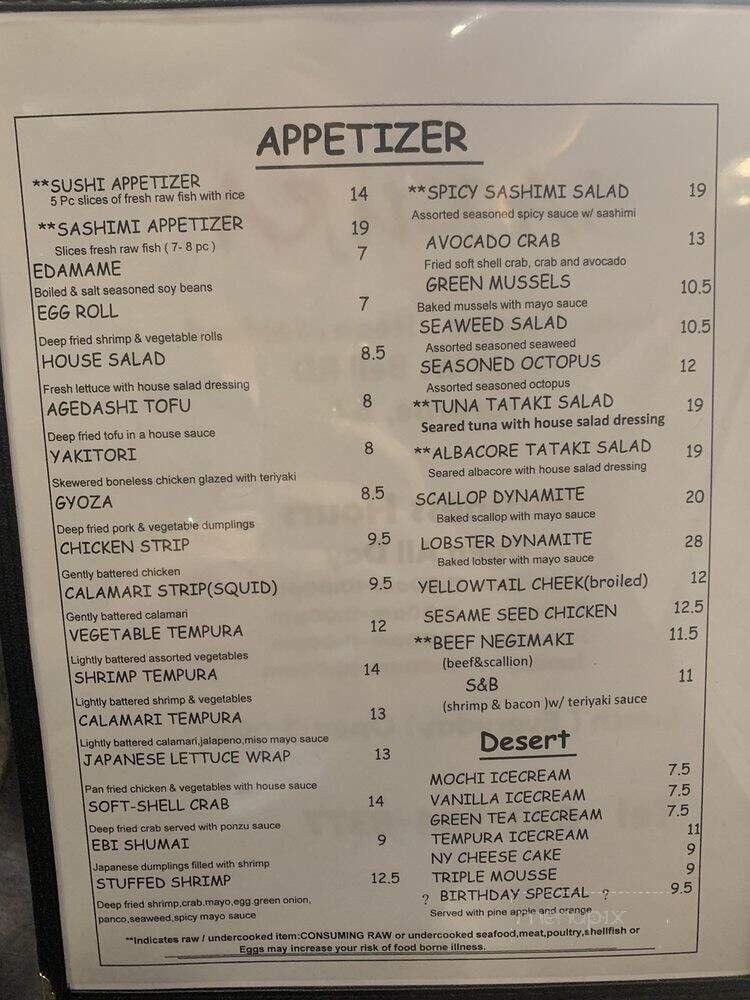 APPETIZER
**SUSHI APPETIZER 14
5 Pc slices of fresh raw fish with rice
**SASHIMI APPETIZER 19
Slices fresh raw fish ( 7- 8 pc )
EDAMAME 7
Boiled & salt seasoned soy beans
EGG ROLL 7
Deep fried shrimp & vegetable rolls
HOUSE SALAD 8.5
Fresh lettuce with house salad dressing
AGEDASHI TOFU 8
Deep fried tofu in a house sauce
YAKITORI 8
Skewered boneless chicken glazed with teriyaki
GYOZA 8.5
Deep fried pork & vegetable dumplings
CHICKEN STRIP 9.5
Gently battered chicken
CALAMARI STRIP(SQUID) 9.5
Gently battered calamari
VEGETABLE TEMPURA 12
Lightly battered assorted vegetables
SHRIMP TEMPURA 14
Lightly battered shrimp & vegetables
CALAMARI TEMPURA 13
Lightly battered calamari,jalapeno,miso mayo sauce
JAPANESE LETTUCE WRAP 13
Pan fried chicken & vegetables with house sauce
SOFT-SHELL CRAB 14
Deep fried crab served with ponzu sauce
EBI SHUMAI 9
Japanese dumplings filled with shrimp
STUFFED SHRIMP 12.5
Deep fried shrimp,crab.mayo,egg.green onion,
panco,seaweed,spicy mayo sauce
**SPICY SASHIMI SALAD 19
Assorted seasoned spicy sauce w/ sashimi
AVOCADO CRAB 13
Fried soft shell crab, crab and avocado
GREEN MUSSELS 10.5
Baked mussels with mayo sauce
SEAWEED SALAD 10.5
Assorted seasoned seaweed
SEASONED OCTOPUS 12
Assorted seasoned octopus
**TUNA TATAKI SALAD 19
Seared tuna with house salad dressing
**ALBACORE TATAKI SALAD 19
Seared albacore with house salad dressing
SCALLOP DYNAMITE 20
Baked scallop with mayo sauce
LOBSTER DYNAMITE 28
Baked lobster with mayo sauce
YELLOWTAIL CHEEK(broiled) 12
SESAME SEED CHICKEN 12.5
**BEEF NEGIMAKI 11.5
(beef&scallion)
S&B 11
(shrimp & bacon )w/ teriyaki sauce
Desert
MOCHI ICECREAM 7.5
VANILLA ICECREAM 7.5
GREEN TEA ICECREAM 7.5
TEMPURA ICECREAM 11
NY CHEESE CAKE 9
TRIPLE MOUSSE 9
? BIRTHDAY SPECIAL ? 9.5
Served with pine apple and orange
menupix
**Indicates raw / undercooked item:CONSUMING RAW or undercooked seafood,meat,poultry,shellfish or
Eggs may increase your risk of food borne illness.